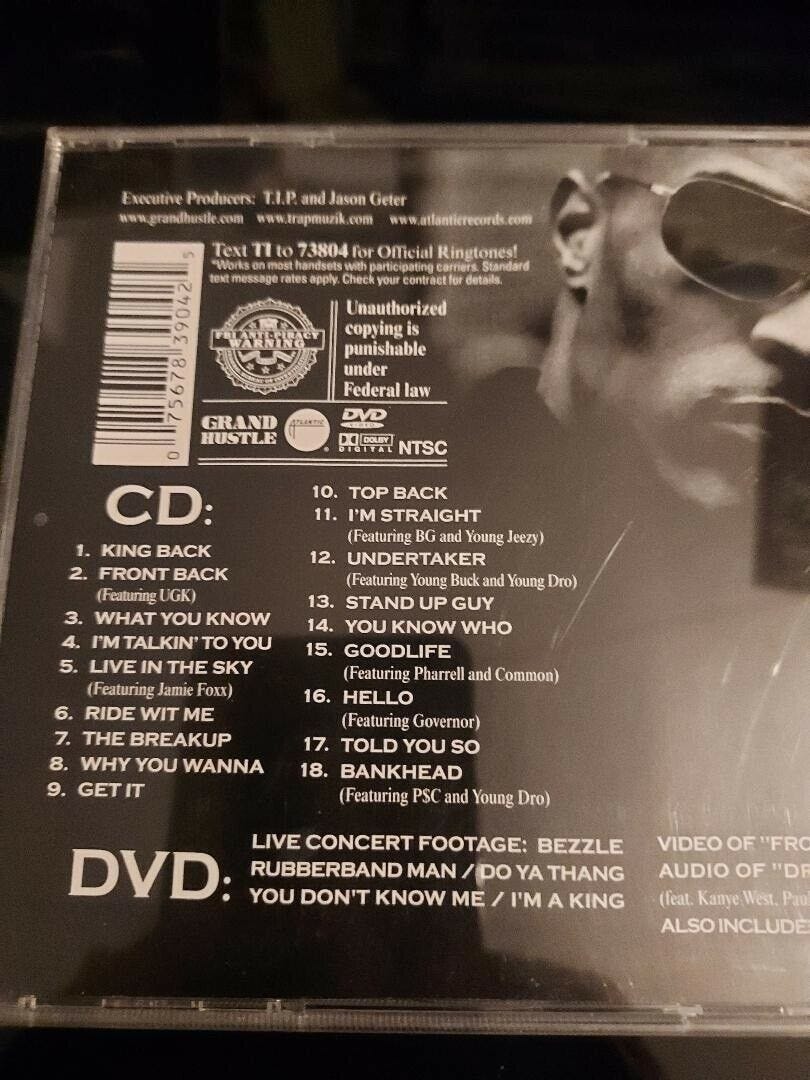 Executive Producers: T.I.P. and Jason Geter
www.grandhustle.com www.trapmuzik.com www.atlanticrecords.com
Text TI to 73804 for Official Ringtones!
*Works on most handsets with participating carriers. Standard
text message rates apply. Check your contract for details.
0 75678 39042 5
FBI ANTI-PIRACY
WARNING
Unauthorized
copying is
punishable
under
Federal law
GRAND
HUSTLE
ATLANTIC
DVD
VIDEO
DOLBY
DIGITAL
NTSC
CD:
1. KING BACK
2. FRONT BACK
(Featuring UGK)
3. WHAT YOU KNOW
4. I'M TALKIN' TO YOU
5. LIVE IN THE SKY
(Featuring Jamie Foxx)
6. RIDE WIT ME
7. THE BREAKUP
8. WHY YOU WANNA
9. GET IT
10. TOP BACK
11. I'M STRAIGHT
(Featuring BG and Young Jeezy)
12. UNDERTAKER
(Featuring Young Buck and Young Dro)
13. STAND UP GUY
14. YOU KNOW WHO
15. GOODLIFE
(Featuring Pharrell and Common)
16. HELLO
(Featuring Governor)
17. TOLD YOU SO
18. BANKHEAD
(Featuring P$C and Young Dro)
DVD:
LIVE CONCERT FOOTAGE: BEZZLE
RUBBERBAND MAN / DO YA THANG
YOU DON'T KNOW ME / I'M A KING
VIDEO OF "FRO
AUDIO OF "DR
(feat. Kanye West, Pau
ALSO INCLUDE